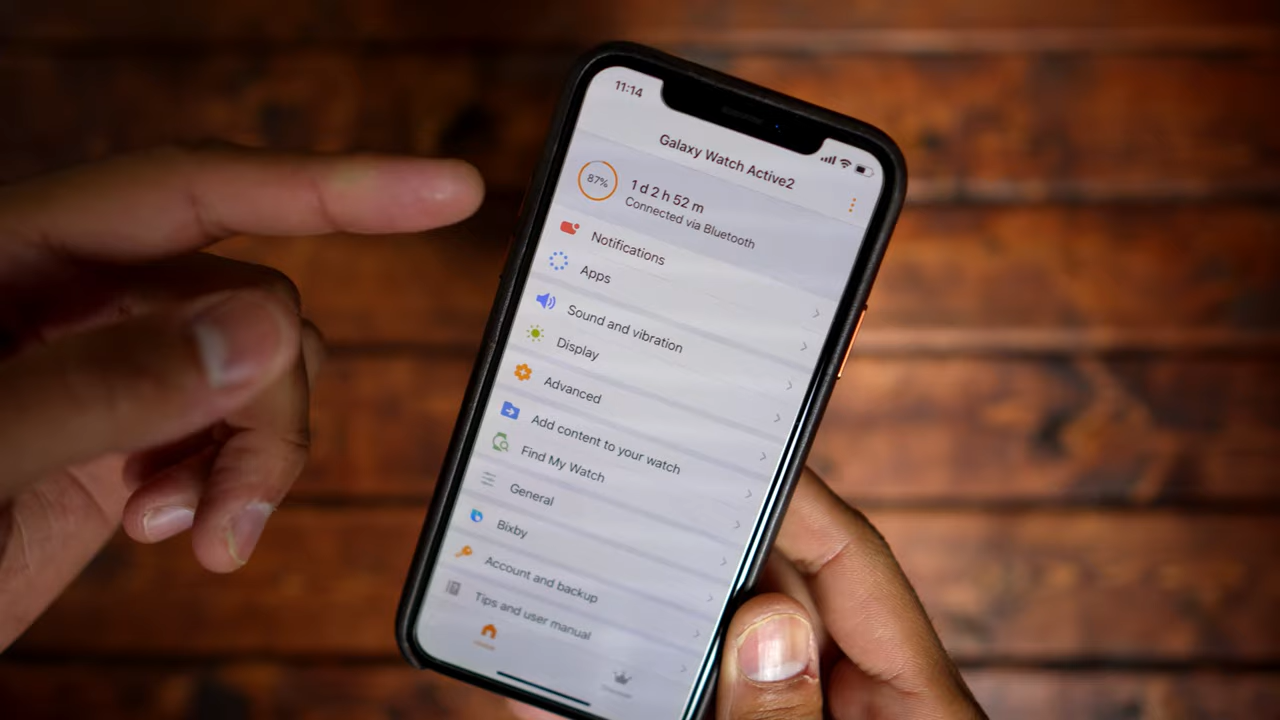 11:14
Galaxy Watch Active2
87%
1 d 2 h 52 m
Connected via Bluetooth
Notifications
Apps
Sound and vibration
Display
Advanced
Add content to your watch
Find My Watch
General
Bixby
Account and backup
Tips and user manual